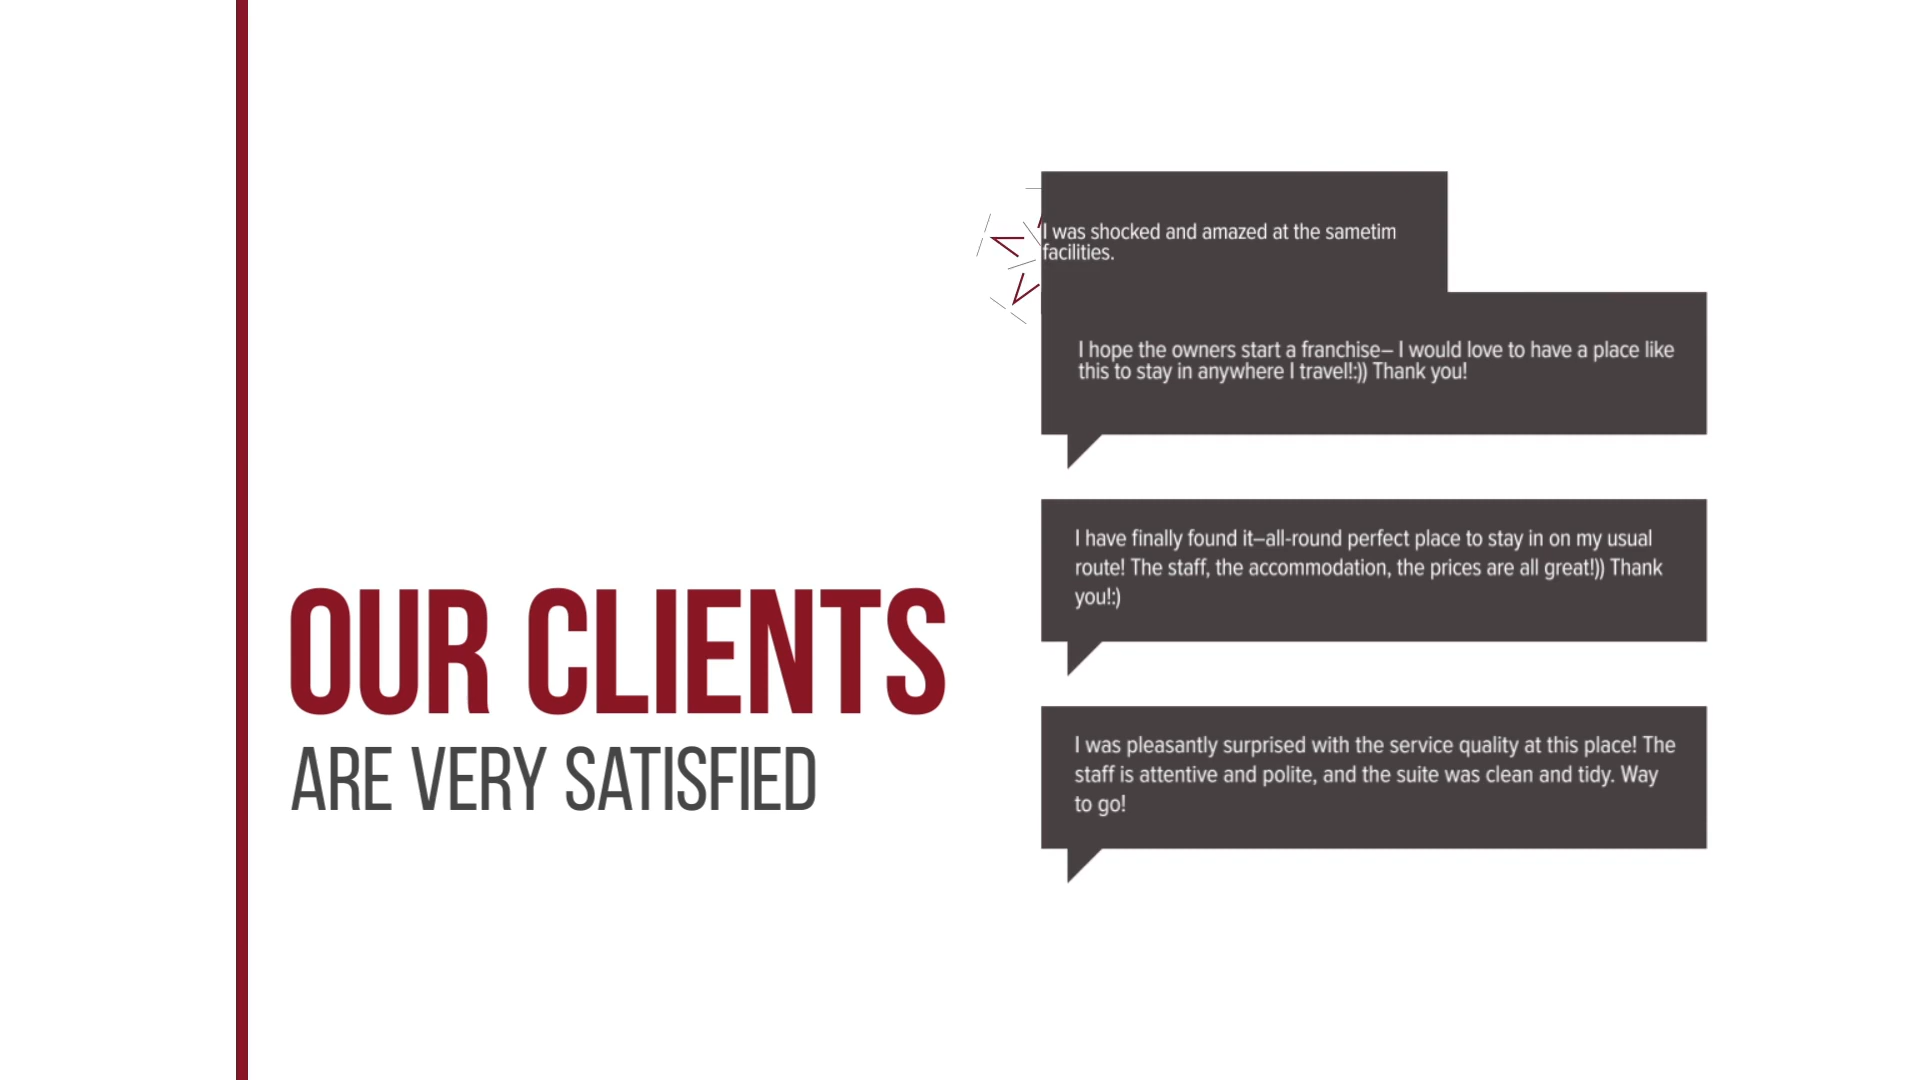 OUR CLIENTS
ARE VERY SATISFIED
I was shocked and amazed at the sametim
facilities.
I hope the owners start a franchise– I would love to have a place like
this to stay in anywhere I travel!:)) Thank you!
I have finally found it–all-round perfect place to stay in on my usual
route! The staff, the accommodation, the prices are all great!)) Thank
you!:)
I was pleasantly surprised with the service quality at this place! The
staff is attentive and polite, and the suite was clean and tidy. Way
to go!